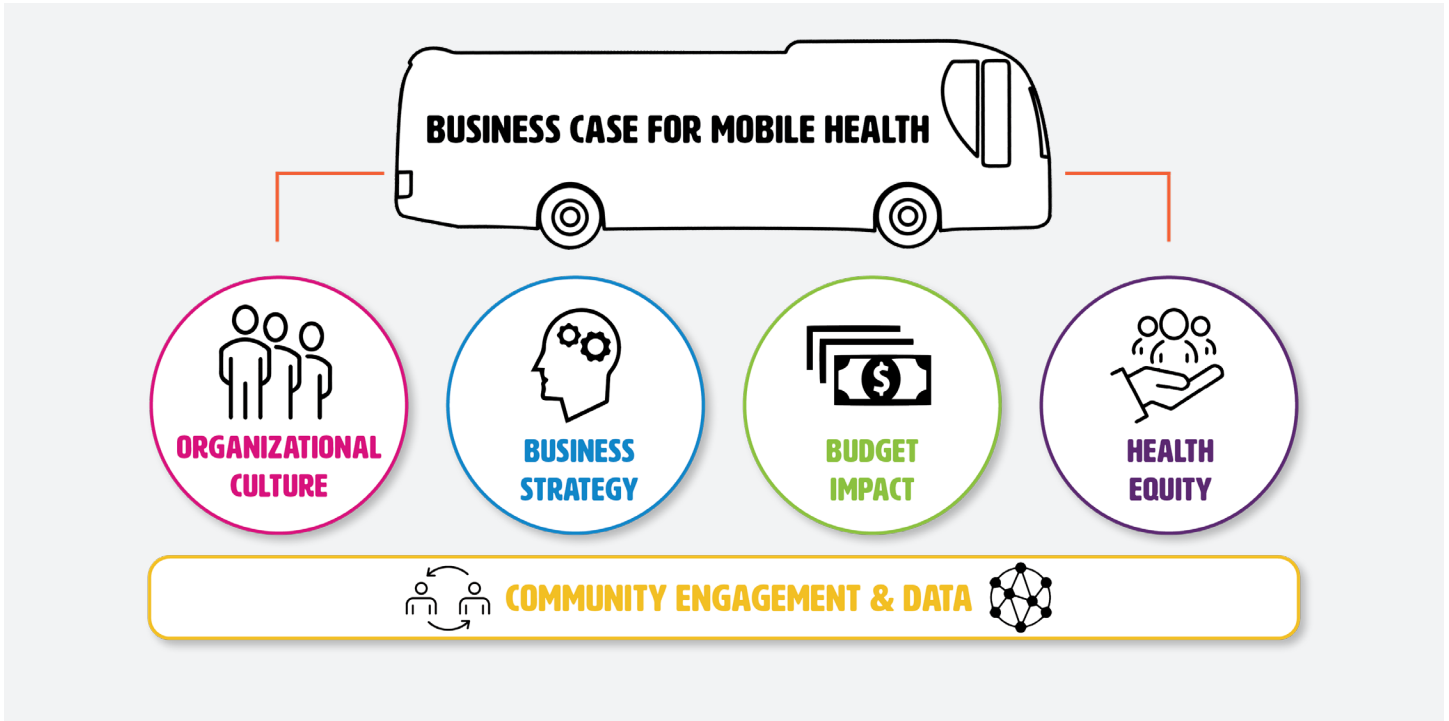 BUSINESS CASE FOR MOBILE HEALTH
ORGANIZATIONAL
CULTURE
BUSINESS
STRATEGY
$
BUDGET
IMPACT
HEALTH
EQUITY
COMMUNITY ENGAGEMENT & DATA